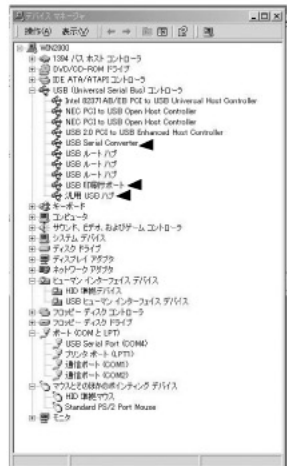 デバイス マネージャ
操作(A) 表示(V)
WIN2000
1394 バス ホスト コントローラ
DVD/CD-ROM ドライブ
IDE ATA/ATAPI コントローラ
USB (Universal Serial Bus) コントローラ
Intel 82371AB/EB PCI to USB Universal Host Controller
NEC PCI to USB Open Host Controller
NEC PCI to USB Open Host Controller
USB 2.0 PCI to USB Enhanced Host Controller
USB Serial Converter
USB ルート ハブ
USB ルート ハブ
USB ルート ハブ
USB 印刷サポート
汎用 USB ハブ
キーボード
コンピュータ
サウンド、ビデオ、およびゲーム コントローラ
システム デバイス
ディスク ドライブ
ディスプレイ アダプタ
ネットワーク アダプタ
ヒューマン インターフェイス デバイス
HID 準拠デバイス
USB ヒューマン インターフェイス デバイス
フロッピー ディスク コントローラ
フロッピー ディスク ドライブ
ポート (COM と LPT)
USB Serial Port (COM4)
プリンタ ポート (LPT1)
通信ポート (COM1)
通信ポート (COM2)
マウスとそのほかのポインティング デバイス
HID 準拠マウス
Standard PS/2 Port Mouse
モニタ